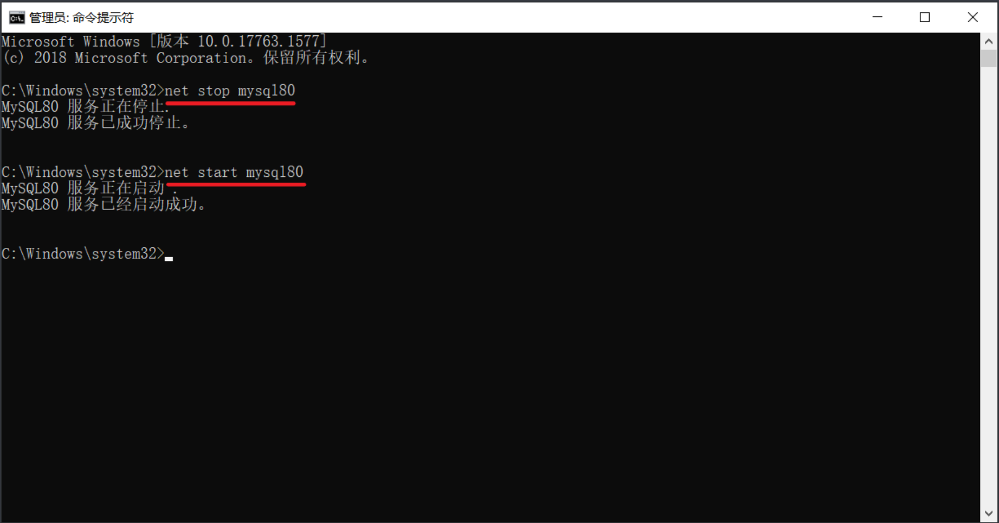 管理员: 命令提示符
Microsoft Windows [版本 10.0.17763.1577]
(c) 2018 Microsoft Corporation。保留所有权利。
C:\Windows\system32>net stop mysql80
MySQL80 服务正在停止.
MySQL80 服务已成功停止。
C:\Windows\system32>net start mysql80
MySQL80 服务正在启动 .
MySQL80 服务已经启动成功。
C:\Windows\system32>